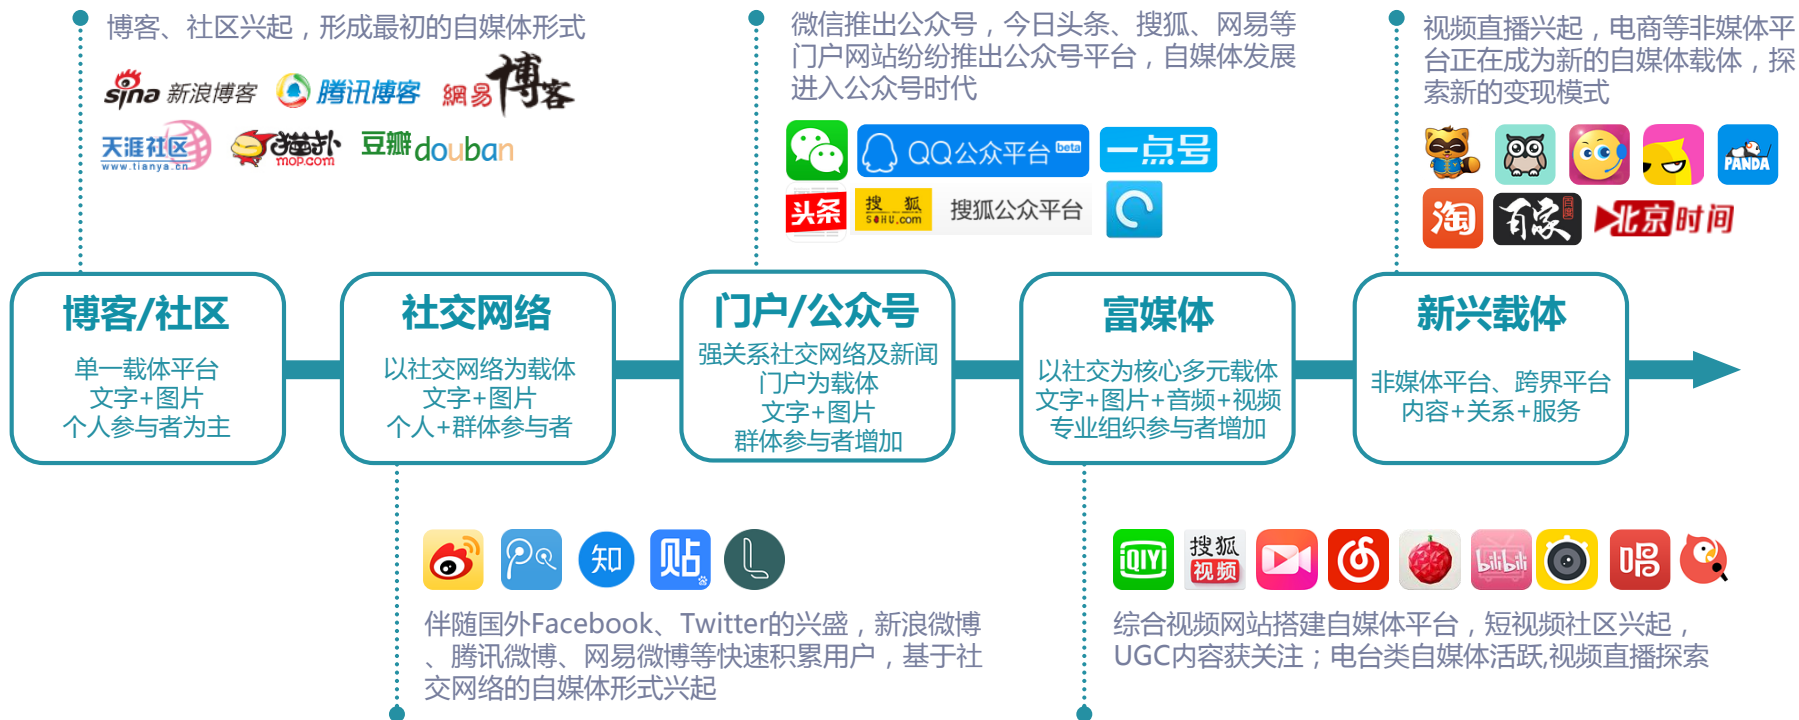 博客、社区兴起，形成最初的自媒体形式
sina 新浪博客
腾讯博客
網易博客
天涯社区
www.tianya.cn
猫扑
mop.com
豆瓣douban
微信推出公众号，今日头条、搜狐、网易等
门户网站纷纷推出公众号平台，自媒体发展
进入公众号时代
QQ公众平台 beta
一点号
头条
搜狐
SOHU.com
搜狐公众平台
视频直播兴起，电商等非媒体平
台正在成为新的自媒体载体，探
索新的变现模式
PANDA
淘
百家
百度
北京时间
博客/社区
单一载体平台
文字+图片
个人参与者为主
社交网络
以社交网络为载体
文字+图片
个人+群体参与者
门户/公众号
强关系社交网络及新闻
门户为载体
文字+图片
群体参与者增加
富媒体
以社交为核心多元载体
文字+图片+音频+视频
专业组织参与者增加
新兴载体
非媒体平台、跨界平台
内容+关系+服务
知
贴
伴随国外Facebook、Twitter的兴盛，新浪微博
、腾讯微博、网易微博等快速积累用户，基于社
交网络的自媒体形式兴起
iQIYI
搜狐
视频
bilibili
唱
综合视频网站搭建自媒体平台，短视频社区兴起，
UGC内容获关注；电台类自媒体活跃,视频直播探索